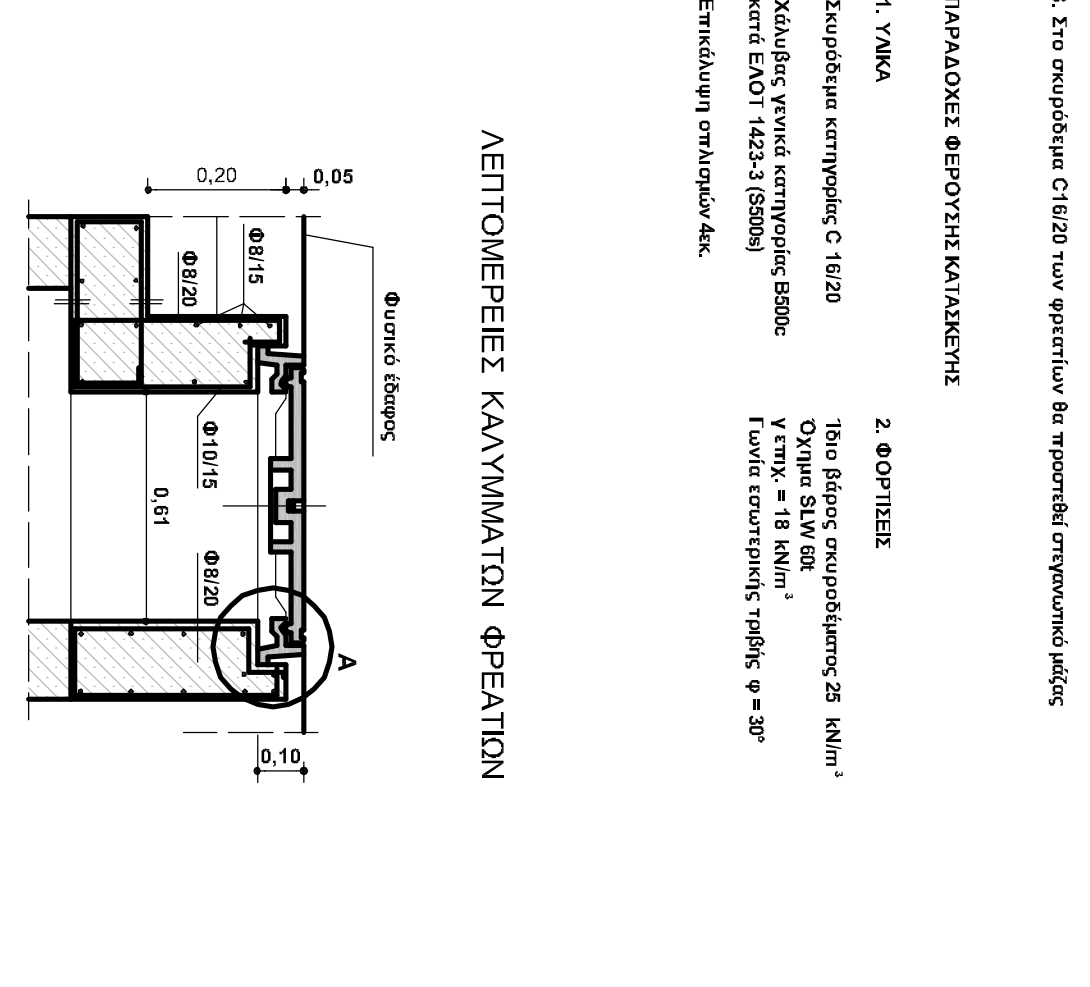 3. Στο σκυρόδεμα C16/20 των φρεατίων θα προστεθεί στεγανωτικό μάζας
ΠΑΡΑΔΟΧΕΣ ΦΕΡΟΥΣΗΣ ΚΑΤΑΣΚΕΥΗΣ
1. ΥΛΙΚΑ
Σκυρόδεμα κατηγορίας C 16/20
Χάλυβας γενικά κατηγορίας B500c
κατά ΕΛΟΤ 1423-3 (S500s)
Επικάλυψη οπλισμών 4εκ.
2. ΦΟΡΤΙΣΕΙΣ
Ίδιο βάρος σκυροδέματος 25 kN/m³
Όχημα SLW 60t
γ επιχ. = 18 kN/m³
Γωνία εσωτερικής τριβής φ = 30°
ΛΕΠΤΟΜΕΡΕΙΕΣ ΚΑΛΥΜΜΑΤΩΝ ΦΡΕΑΤΙΩΝ
Φυσικό έδαφος
0,20
0,05
Φ8/15
Φ8/20
Φ10/15
0,61
Φ8/20
A
0,10